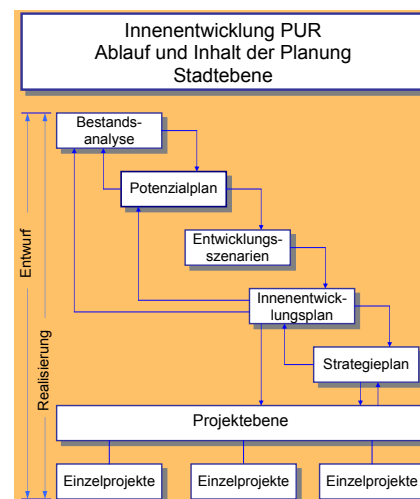 Innenentwicklung PUR
Ablauf und Inhalt der Planung
Stadtebene
Bestands-
analyse
Potenzialplan
Entwicklungs-
szenarien
Innenentwick-
lungsplan
Strategieplan
Entwurf
Realisierung
Projektebene
Einzelprojekte
Einzelprojekte
Einzelprojekte